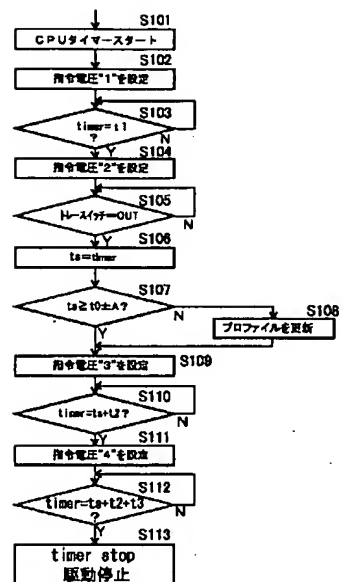 S101
CPUタイマースタート
S102
指令電圧"1"を設定
S103
timer=t1
?
N
Y
S104
指令電圧"2"を設定
S105
トレースイッチ=OUT
N
Y
S106
ts=timer
S107
ts≧t0±A?
N
Y
S108
プロファイルを更新
S109
指令電圧"3"を設定
S110
timer=ts+t2?
N
Y
S111
指令電圧"4"を設定
S112
timer=ts+t2+t3
?
N
Y
S113
timer stop
駆動停止